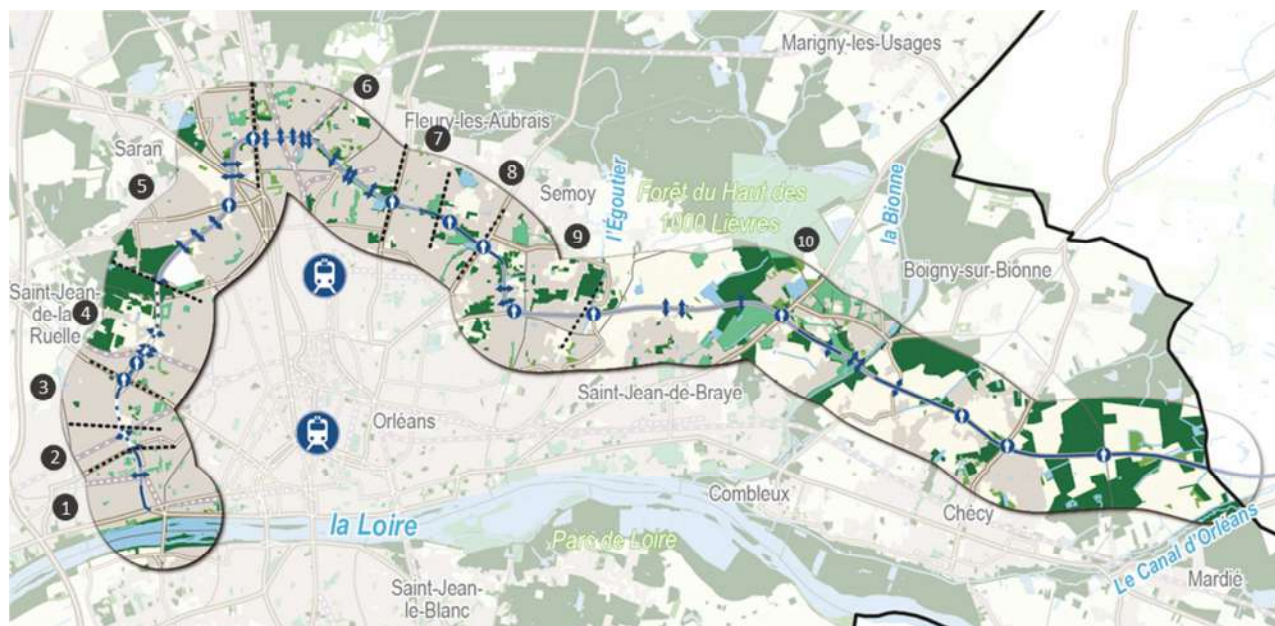 Marigny-les-Usages
6
Fleury-les-Aubrais
7
Saran
8
5
Semoy
l'Égoutier
Forêt du Haut des
1000 Lièvres
la Bionne
9
10
Boigny-sur-Bionne
Saint-Jean-
de-la-
Ruelle
4
3
Saint-Jean-de-Braye
Orléans
2
1
Combleux
la Loire
Chécy
Parc de Loire
Le Canal d'Orléans
Mardié
Saint-Jean-
le-Blanc